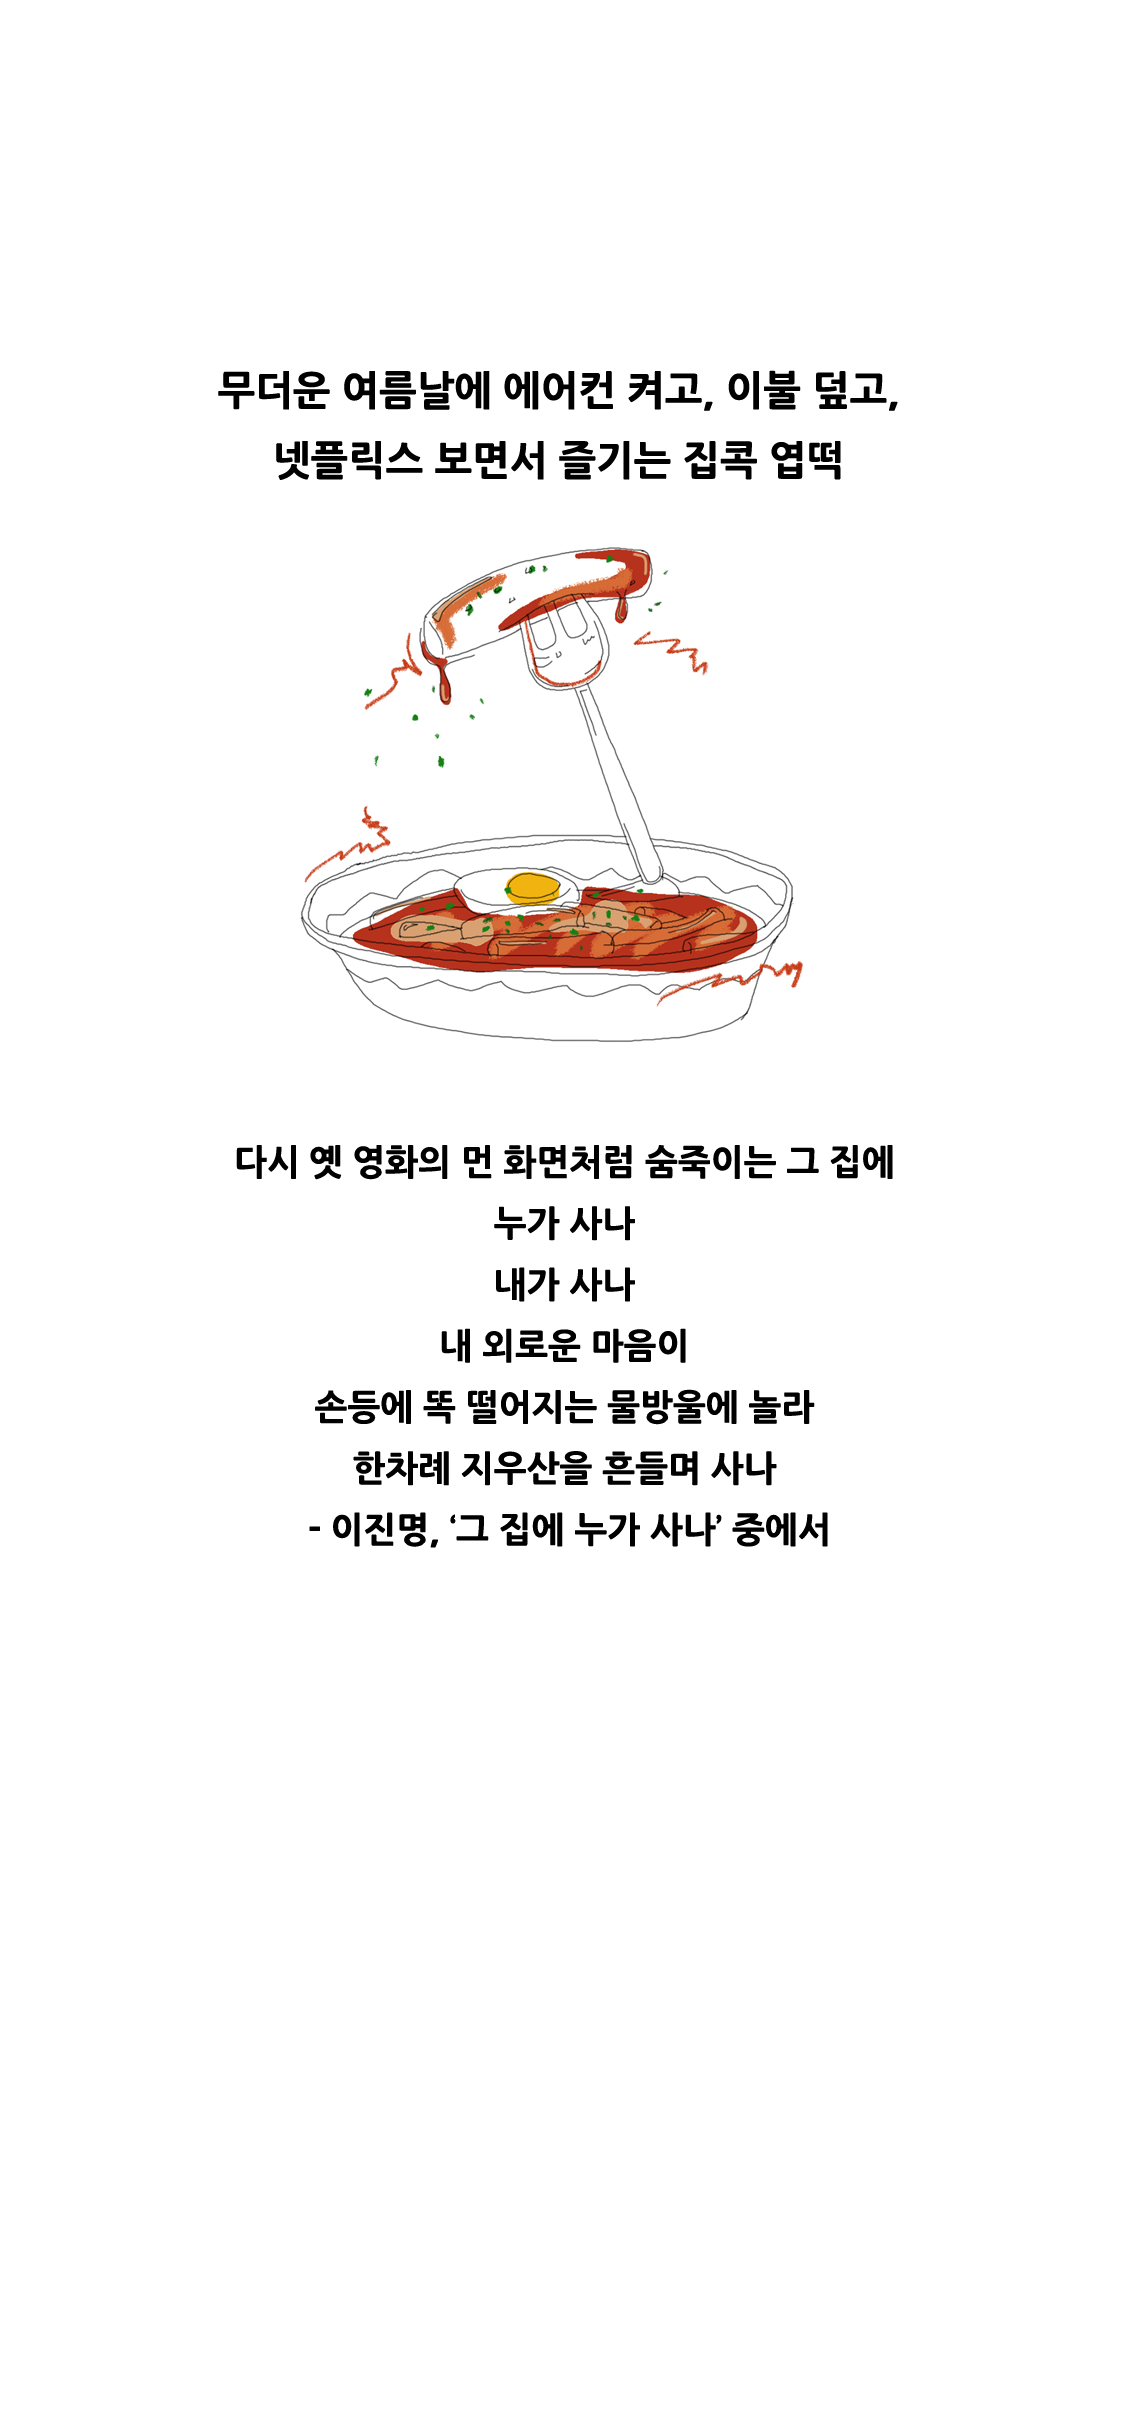 무더운 여름날에 에어컨 켜고, 이불 덮고,
넷플릭스 보면서 즐기는 집콕 엽떡
다시 옛 영화의 먼 화면처럼 숨죽이는 그 집에
누가 사나
내가 사나
내 외로운 마음이
손등에 똑 떨어지는 물방울에 놀라
한차례 지우산을 흔들며 사나
- 이진명, ‘그 집에 누가 사나’ 중에서